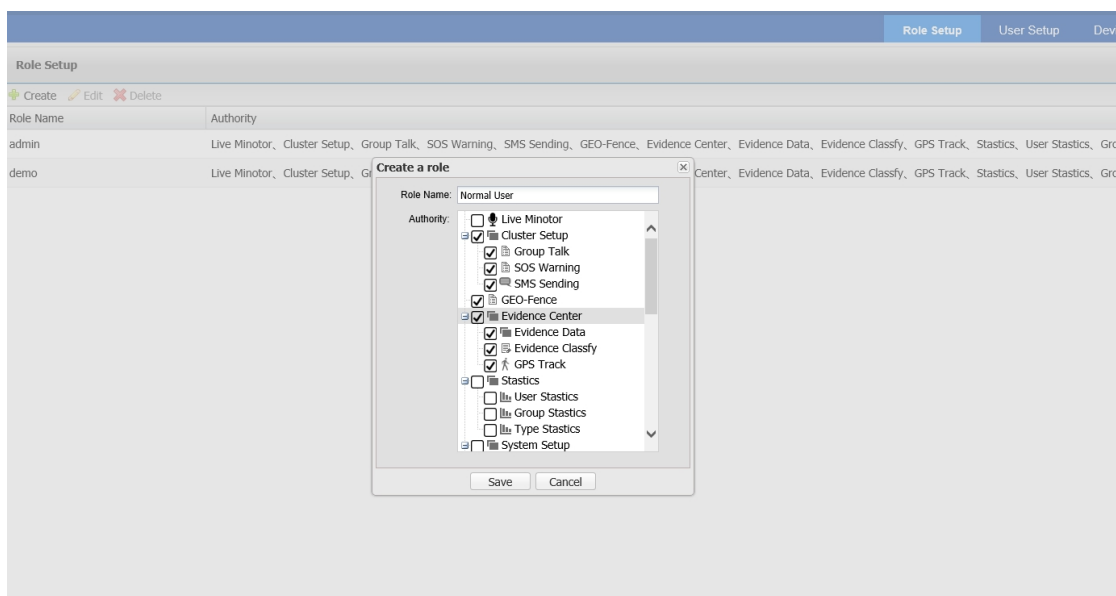 Role Setup User Setup Dev
Role Setup
Create Edit Delete
Role Name Authority
admin Live Minotor、Cluster Setup、Group Talk、SOS Warning、SMS Sending、GEO-Fence、Evidence Center、Evidence Data、Evidence Classfy、GPS Track、Stastics、User Stastics、Gro
demo Live Minotor、Cluster Setup、Gr Center、Evidence Data、Evidence Classfy、GPS Track、Stastics、User Stastics、Gro
Create a role
Role Name: Normal User
Authority: Live Minotor
Cluster Setup
Group Talk
SOS Warning
SMS Sending
GEO-Fence
Evidence Center
Evidence Data
Evidence Classfy
GPS Track
Stastics
User Stastics
Group Stastics
Type Stastics
System Setup
Save Cancel